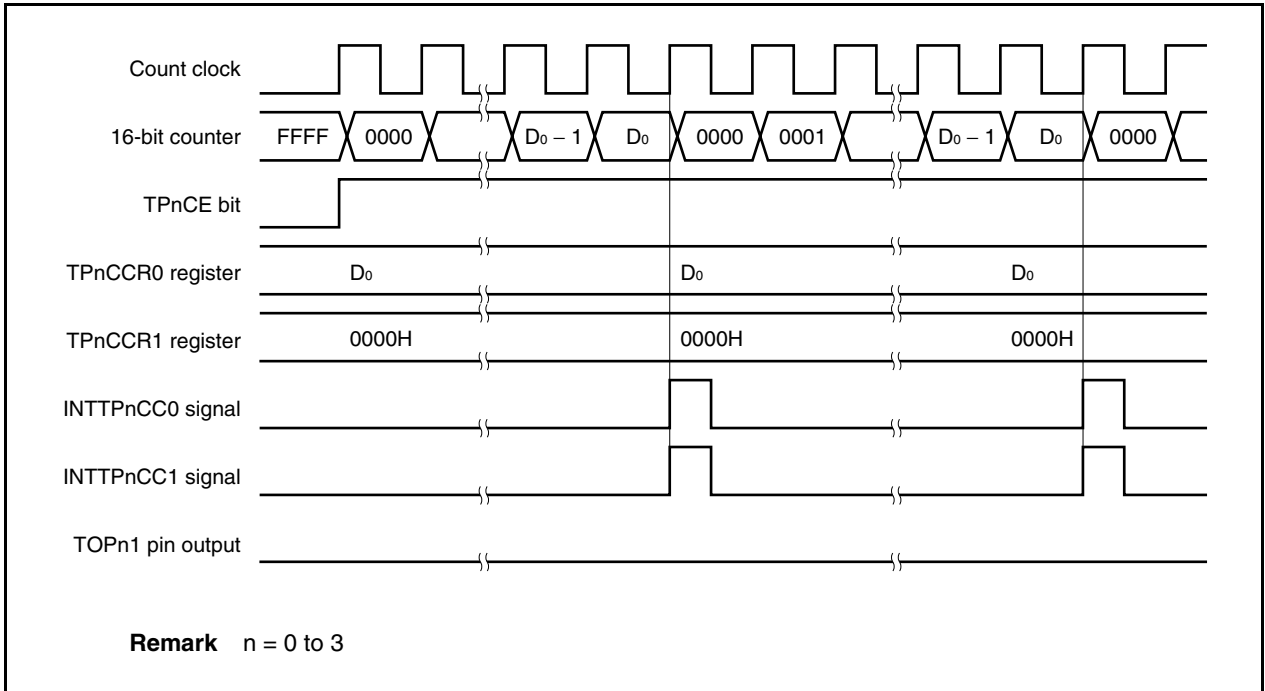 Count clock
16-bit counter FFFF 0000 D₀ − 1 D₀ 0000 0001 D₀ − 1 D₀ 0000
TPnCE bit
TPnCCR0 register D₀ D₀ D₀
TPnCCR1 register 0000H 0000H 0000H
INTTPnCC0 signal
INTTPnCC1 signal
TOPn1 pin output
Remark n = 0 to 3